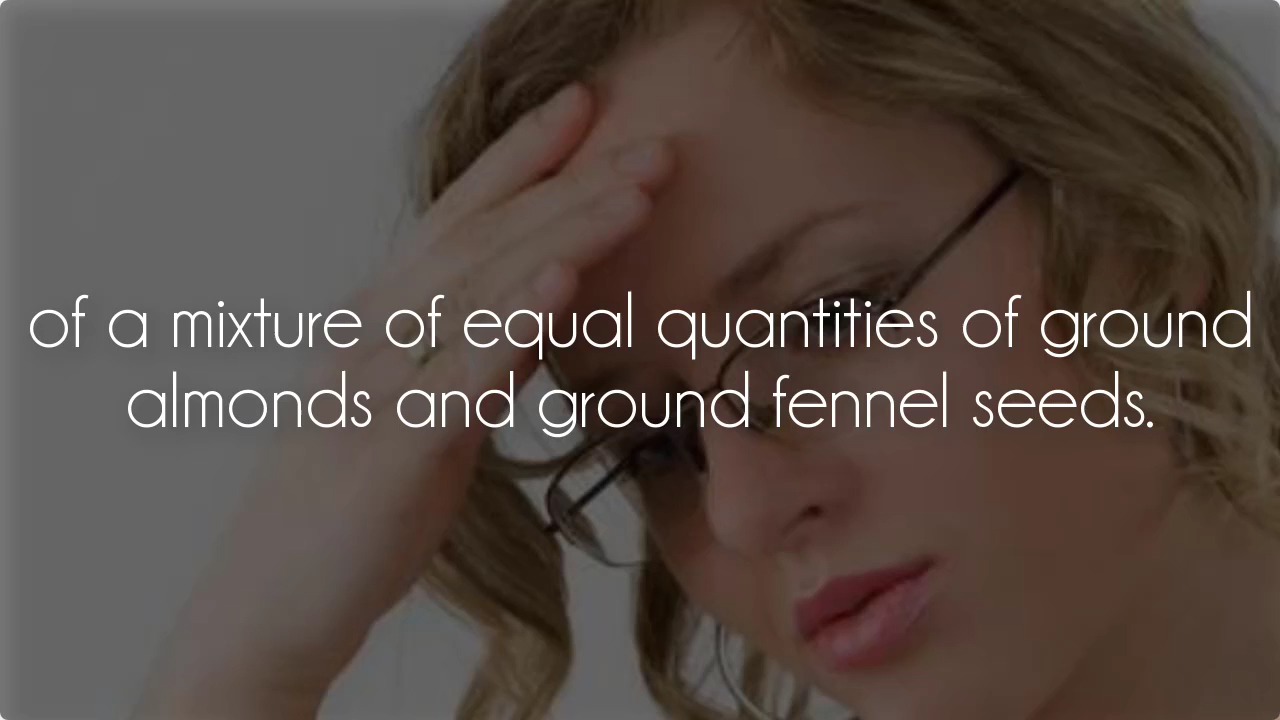 of a mixture of equal quantities of ground
almonds and ground fennel seeds.